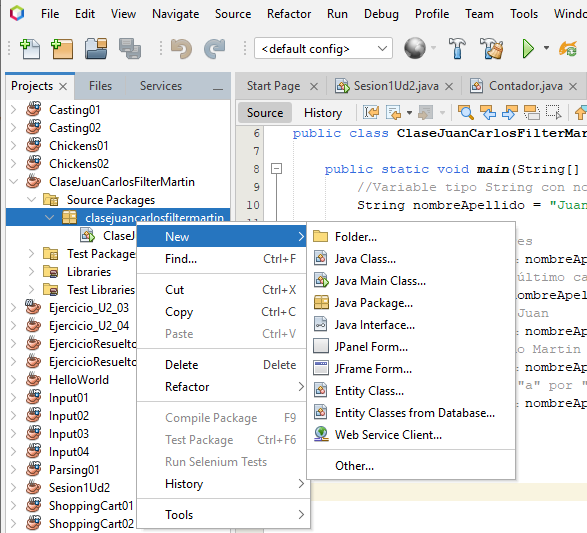 File Edit View Navigate Source Refactor Run Debug Profile Team Tools Window
<default config>
Projects Files Services
Start Page Sesion1Ud2.java Contador.java
Source History
Casting01
Casting02
Chickens01
Chickens02
ClaseJuanCarlosFilterMartin
Source Packages
clasejuancarlosfiltermartin
ClaseJ
Test Package
Libraries
Test Libraries
Ejercicio_U2_03
Ejercicio_U2_04
EjercicioResuelto
EjercicioResuelto
HelloWorld
Input01
Input02
Input03
Input04
Parsing01
Sesion1Ud2
ShoppingCart01
ShoppingCart02
6 public class ClaseJuanCarlosFilterMar
7
8 public static void main(String[]
9 //Variable tipo String con no
10 String nombreApellido = "Juan
es
nombreAp
último ca
nombreApel
Juan
nombreAp
o Martin
nombreAp
"a" por "
nombreAp
New
Find... Ctrl+F
Cut Ctrl+X
Copy Ctrl+C
Paste Ctrl+V
Delete Delete
Refactor
Compile Package F9
Test Package Ctrl+F6
Run Selenium Tests
History
Tools
Folder...
Java Class...
Java Main Class...
Java Package...
Java Interface...
JPanel Form...
JFrame Form...
Entity Class...
Entity Classes from Database...
Web Service Client...
Other...